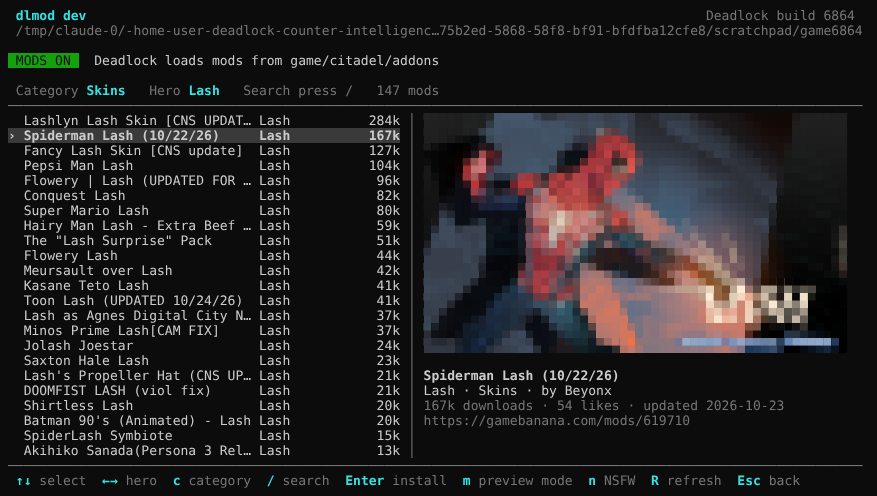 dlmod dev Deadlock build 6864
/tmp/claude-0/-home-user-deadlock-counter-intelligenc…75b2ed-5868-58f8-bf91-bfdfba12cfe8/scratchpad/game6864
MODS ON Deadlock loads mods from game/citadel/addons
Category Skins Hero Lash Search press / 147 mods
Lashlyn Lash Skin [CNS UPDAT… Lash 284k
› Spiderman Lash (10/22/26) Lash 167k
Fancy Lash Skin [CNS update] Lash 127k
Pepsi Man Lash Lash 104k
Flowery | Lash (UPDATED FOR … Lash 96k
Conquest Lash Lash 82k
Super Mario Lash Lash 80k
Hairy Man Lash - Extra Beef … Lash 59k
The "Lash Surprise" Pack Lash 51k
Flowery Lash Lash 44k
Meursault over Lash Lash 42k
Kasane Teto Lash Lash 41k
Toon Lash (UPDATED 10/24/26) Lash 41k
Lash as Agnes Digital City N… Lash 37k
Minos Prime Lash[CAM FIX] Lash 37k
Jolash Joestar Lash 24k
Saxton Hale Lash Lash 23k
Lash's Propeller Hat (CNS UP… Lash 21k
DOOMFIST LASH (viol fix) Lash 21k
Shirtless Lash Lash 20k
Batman 90's (Animated) - Lash Lash 20k
SpiderLash Symbiote Lash 15k
Akihiko Sanada(Persona 3 Rel… Lash 13k
Spiderman Lash (10/22/26)
Lash · Skins · by Beyonx
167k downloads · 54 likes · updated 2026-10-23
https://gamebanana.com/mods/619710
↑↓ select ←→ hero c category / search Enter install m preview mode n NSFW R refresh Esc back